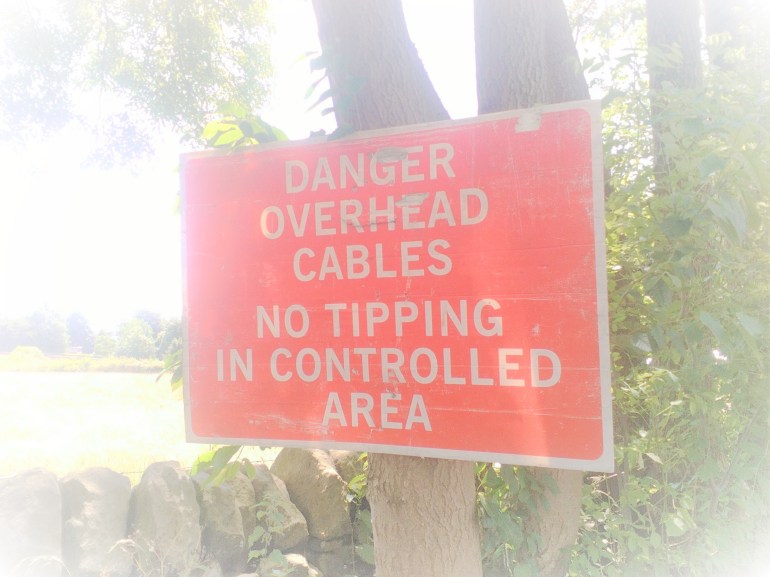 DANGER
OVERHEAD
CABLES
NO TIPPING
IN CONTROLLED
AREA